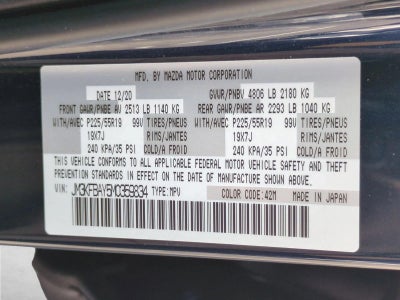 MFD. BY MAZDA MOTOR CORPORATION
DATE 12/20 GVWR/PNBV 4806 LB 2180 KG
FRONT GAWR/PNBE AV 2513 LB 1140 KG REAR GAWR/PNBE AR 2293 LB 1040 KG
WITH/AVEC P225/55R19 99V TIRES/PNEUS WITH/AVEC P225/55R19 99V TIRES/PNEUS
19X7J RIMS/JANTES 19X7J RIMS/JANTES
240 KPA/35 PSI COLD/FROID 240 KPA/35 PSI COLD/FROID
THIS VEHICLE CONFORMS TO ALL APPLICABLE FEDERAL MOTOR VEHICLE SAFETY AND THEFT
PREVENTION STANDARDS IN EFFECT ON THE DATE OF MANUFACTURE SHOWN ABOVE.
VIN: JM3KFBAY5M0359834 TYPE:MPV COLOR CODE:42M MADE IN JAPAN